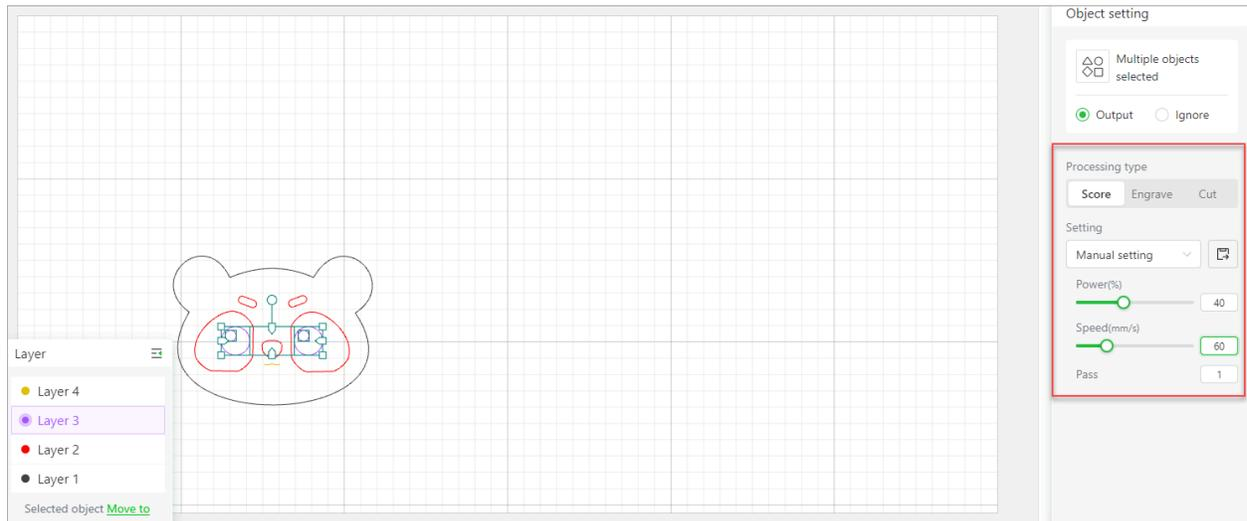 Object setting
Multiple objects
selected
Output Ignore
Processing type
Score Engrave Cut
Setting
Manual setting
Power(%)
40
Speed(mm/s)
60
Pass 1
Layer
Layer 4
Layer 3
Layer 2
Layer 1
Selected object Move to